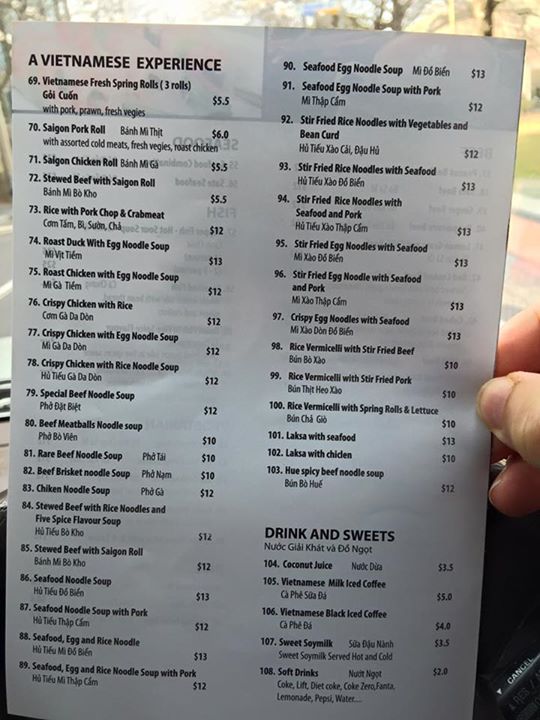 A VIETNAMESE EXPERIENCE
69. Vietnamese Fresh Spring Rolls ( 3 rolls)
Gỏi Cuốn $5.5
with pork, prawn, fresh vegies
70. Saigon Pork Roll Bánh Mì Thịt $6.0
with assorted cold meats, fresh vegies, roast chicken
71. Saigon Chicken Roll Bánh Mì Gà $5.5
72. Stewed Beef with Saigon Roll
Bánh Mì Bò Kho $5.5
73. Rice with Pork Chop & Crabmeat
Cơm Tấm, Bì, Sườn, Chả $12
74. Roast Duck With Egg Noodle Soup
Mì Vịt Tiềm $13
75. Roast Chicken with Egg Noodle Soup
Mì Gà Tiềm $12
76. Crispy Chicken with Rice
Cơm Gà Da Dòn $12
77. Crispy Chicken with Egg Noodle Soup
Mì Gà Da Dòn $12
78. Crispy Chicken with Rice Noodle Soup
Hủ Tiếu Gà Da Dòn $12
79. Special Beef Noodle Soup
Phở Đặt Biệt $12
80. Beef Meatballs Noodle soup
Phở Bò Viên $10
81. Rare Beef Noodle Soup Phở Tái $10
82. Beef Brisket noodle Soup Phở Nạm $10
83. Chiken Noodle Soup Phở Gà $12
84. Stewed Beef with Rice Noodles and
Five Spice Flavour Soup
Hủ Tiếu Bò Kho $12
85. Stewed Beef with Saigon Roll
Bánh Mì Bò Kho $12
86. Seafood Noodle Soup
Hủ Tiếu Đồ Biển $13
87. Seafood Noodle Soup with Pork
Hủ Tiếu Thập Cẩm $12
88. Seafood, Egg and Rice Noodle
Hủ Tiếu Mì Đồ Biển $13
89. Seafood, Egg and Rice Noodle Soup with Pork
Hủ Tiếu Mì Thập Cẩm $12
90. Seafood Egg Noodle Soup Mì Đồ Biển $13
91. Seafood Egg Noodle Soup with Pork
Mì Thập Cẩm $12
92. Stir Fried Rice Noodles with Vegetables and
Bean Curd
Hủ Tiếu Xào Cải, Đậu Hủ $12
93. Stir Fried Rice Noodles with Seafood
Hủ Tiếu Xào Đồ Biển $13
94. Stir Fried Rice Noodles with
Seafood and Pork
Hủ Tiếu Xào Thập Cẩm $13
95. Stir Fried Egg Noodles with Seafood
Mì Xào Đồ Biển $13
96. Stir Fried Egg Noodle with Seafood
and Pork
Mì Xào Thập Cẩm $13
97. Crispy Egg Noodles with Seafood
Mì Xào Dòn Đồ Biển $13
98. Rice Vermicelli with Stir Fried Beef
Bún Bò Xào $10
99. Rice Vermicelli with Stir Fried Pork
Bún Thịt Heo Xào $10
100. Rice Vermicelli with Spring Rolls & Lettuce
Bún Chả Giò $10
101. Laksa with seafood $13
102. Laksa with chicken $10
103. Hue spicy beef noodle soup
Bún Bò Huế $12
DRINK AND SWEETS
Nước Giải Khát và Đồ Ngọt
104. Coconut Juice Nước Dừa $3.5
105. Vietnamese Milk Iced Coffee
Cà Phê Sữa Đá $5.0
106. Vietnamese Black Iced Coffee
Cà Phê Đá $4.0
107. Sweet Soymilk Sữa Đậu Nành $3.5
Sweet Soymilk Served Hot and Cold
108. Soft Drinks Nướt Ngọt $2.0
Coke, Lift, Diet coke, Coke Zero,Fanta,
Lemonade, Pepsi, Water....
CANCEL